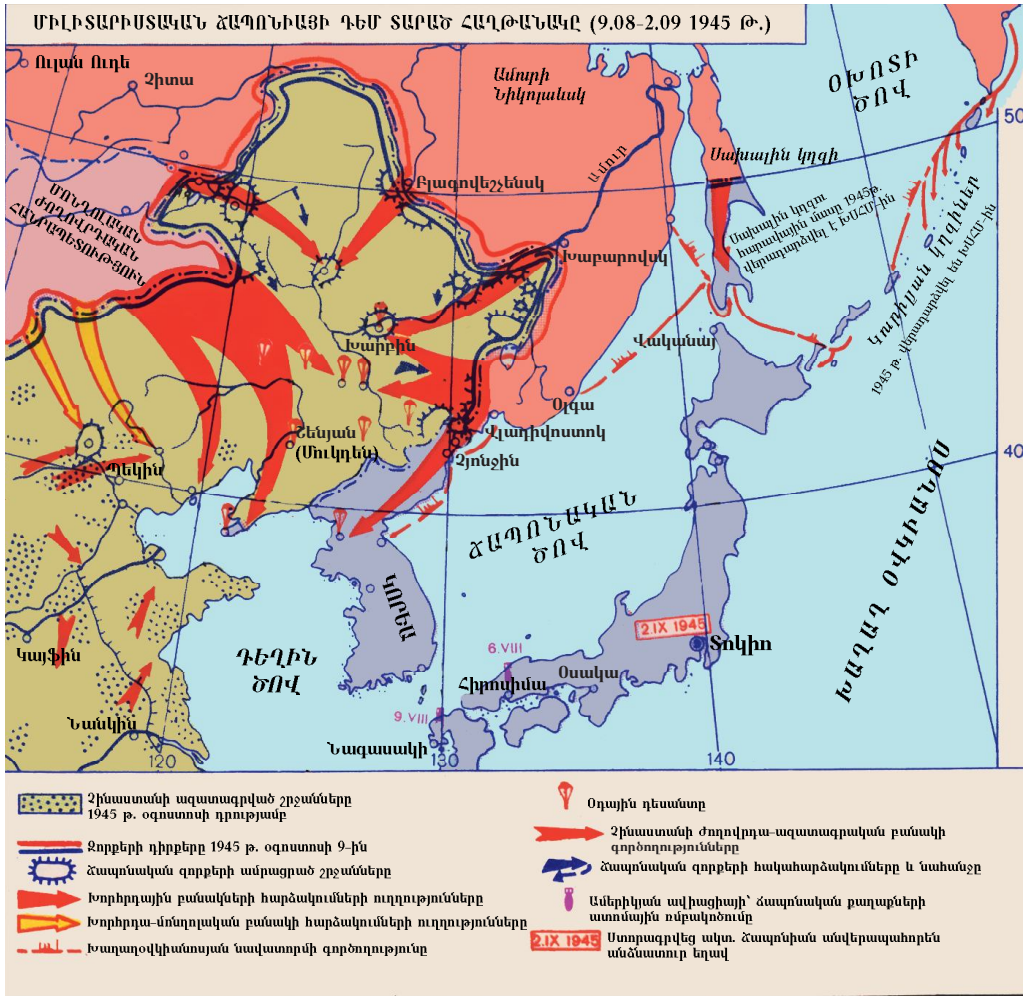 ՄԻԼԻՏԱՐԻՍՏԱԿԱՆ ՃԱՊՈՆԻԱՅԻ ԴԵՄ ՏԱՐԱԾ ՀԱՂԹԱՆԱԿԸ (9.08-2.09 1945 Թ.)
Ուլան Ուդե
Չիտա
Ամուրի
Նիկոլաևսկ
ՕԽՈՏԻ
ԾՈՎ
50
Ամուր
Սախալին կղզի
Բլագովեշչենսկ
ՄՈՆՂՈԼԱԿԱՆ
ԺՈՂՈՎՐԴԱԿԱՆ
ՀԱՆՐԱՊԵՏՈՒԹՅՈՒՆ
Սախալին կղզու
հարավային մասը 1945թ.
վերադարձվել է ԽՍՀՄ-ին
Կուրիլյան կղզիներ
1945 թ. վերադարձվել են ԽՍՀՄ-ին
Խաբարովսկ
Խարբին
Վականայ
Օլգա
Շենյան
(Մուկդեն)
Վլադիվոստոկ
Չյոնջին
Պեկին
40
ՃԱՊՈՆԱԿԱՆ
ԾՈՎ
ԽԱՂԱՂ ՕՎԿԻԱՆՈՍ
ԿՈՐԵԱ
2.IX 1945
Տոկիո
Կայֆին
ԴԵՂԻՆ
ԾՈՎ
6.VIII
Օսակա
Հիրոսիմա
9.VIII
Նանկին
Նագասակի
120
130
140
Չինաստանի ազատագրված շրջանները
1945 թ. օգոստոսի դրությամբ
Զորքերի դիրքերը 1945 թ. օգոստոսի 9-ին
Ճապոնական զորքերի ամրացրած շրջանները
Խորհրդային բանակների հարձակումների ուղղությունները
Խորհրդա-մոնղոլական բանակի հարձակումների ուղղությունները
Խաղաղօվկիանոսյան նավատորմի գործողությունը
Օդային դեսանտը
Չինաստանի Ժողովրդա-ազատագրական բանակի
գործողությունները
Ճապոնական զորքերի հակահարձակումները և նահանջը
Ամերիկյան ավիացիայի՝ ճապոնական քաղաքների
ատոմային ռմբակոծումը
2.IX 1945
Ստորագրվեց ակտ. Ճապոնիան անվերապահորեն
անձնատուր եղավ